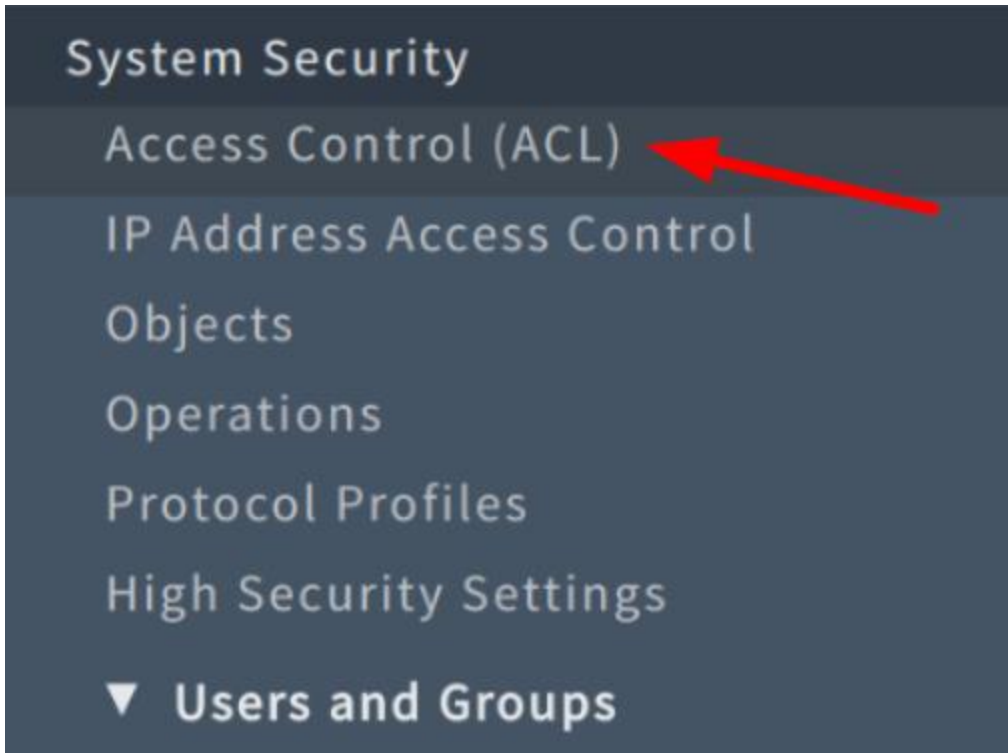 System Security
Access Control (ACL)
IP Address Access Control
Objects
Operations
Protocol Profiles
High Security Settings
▼ Users and Groups